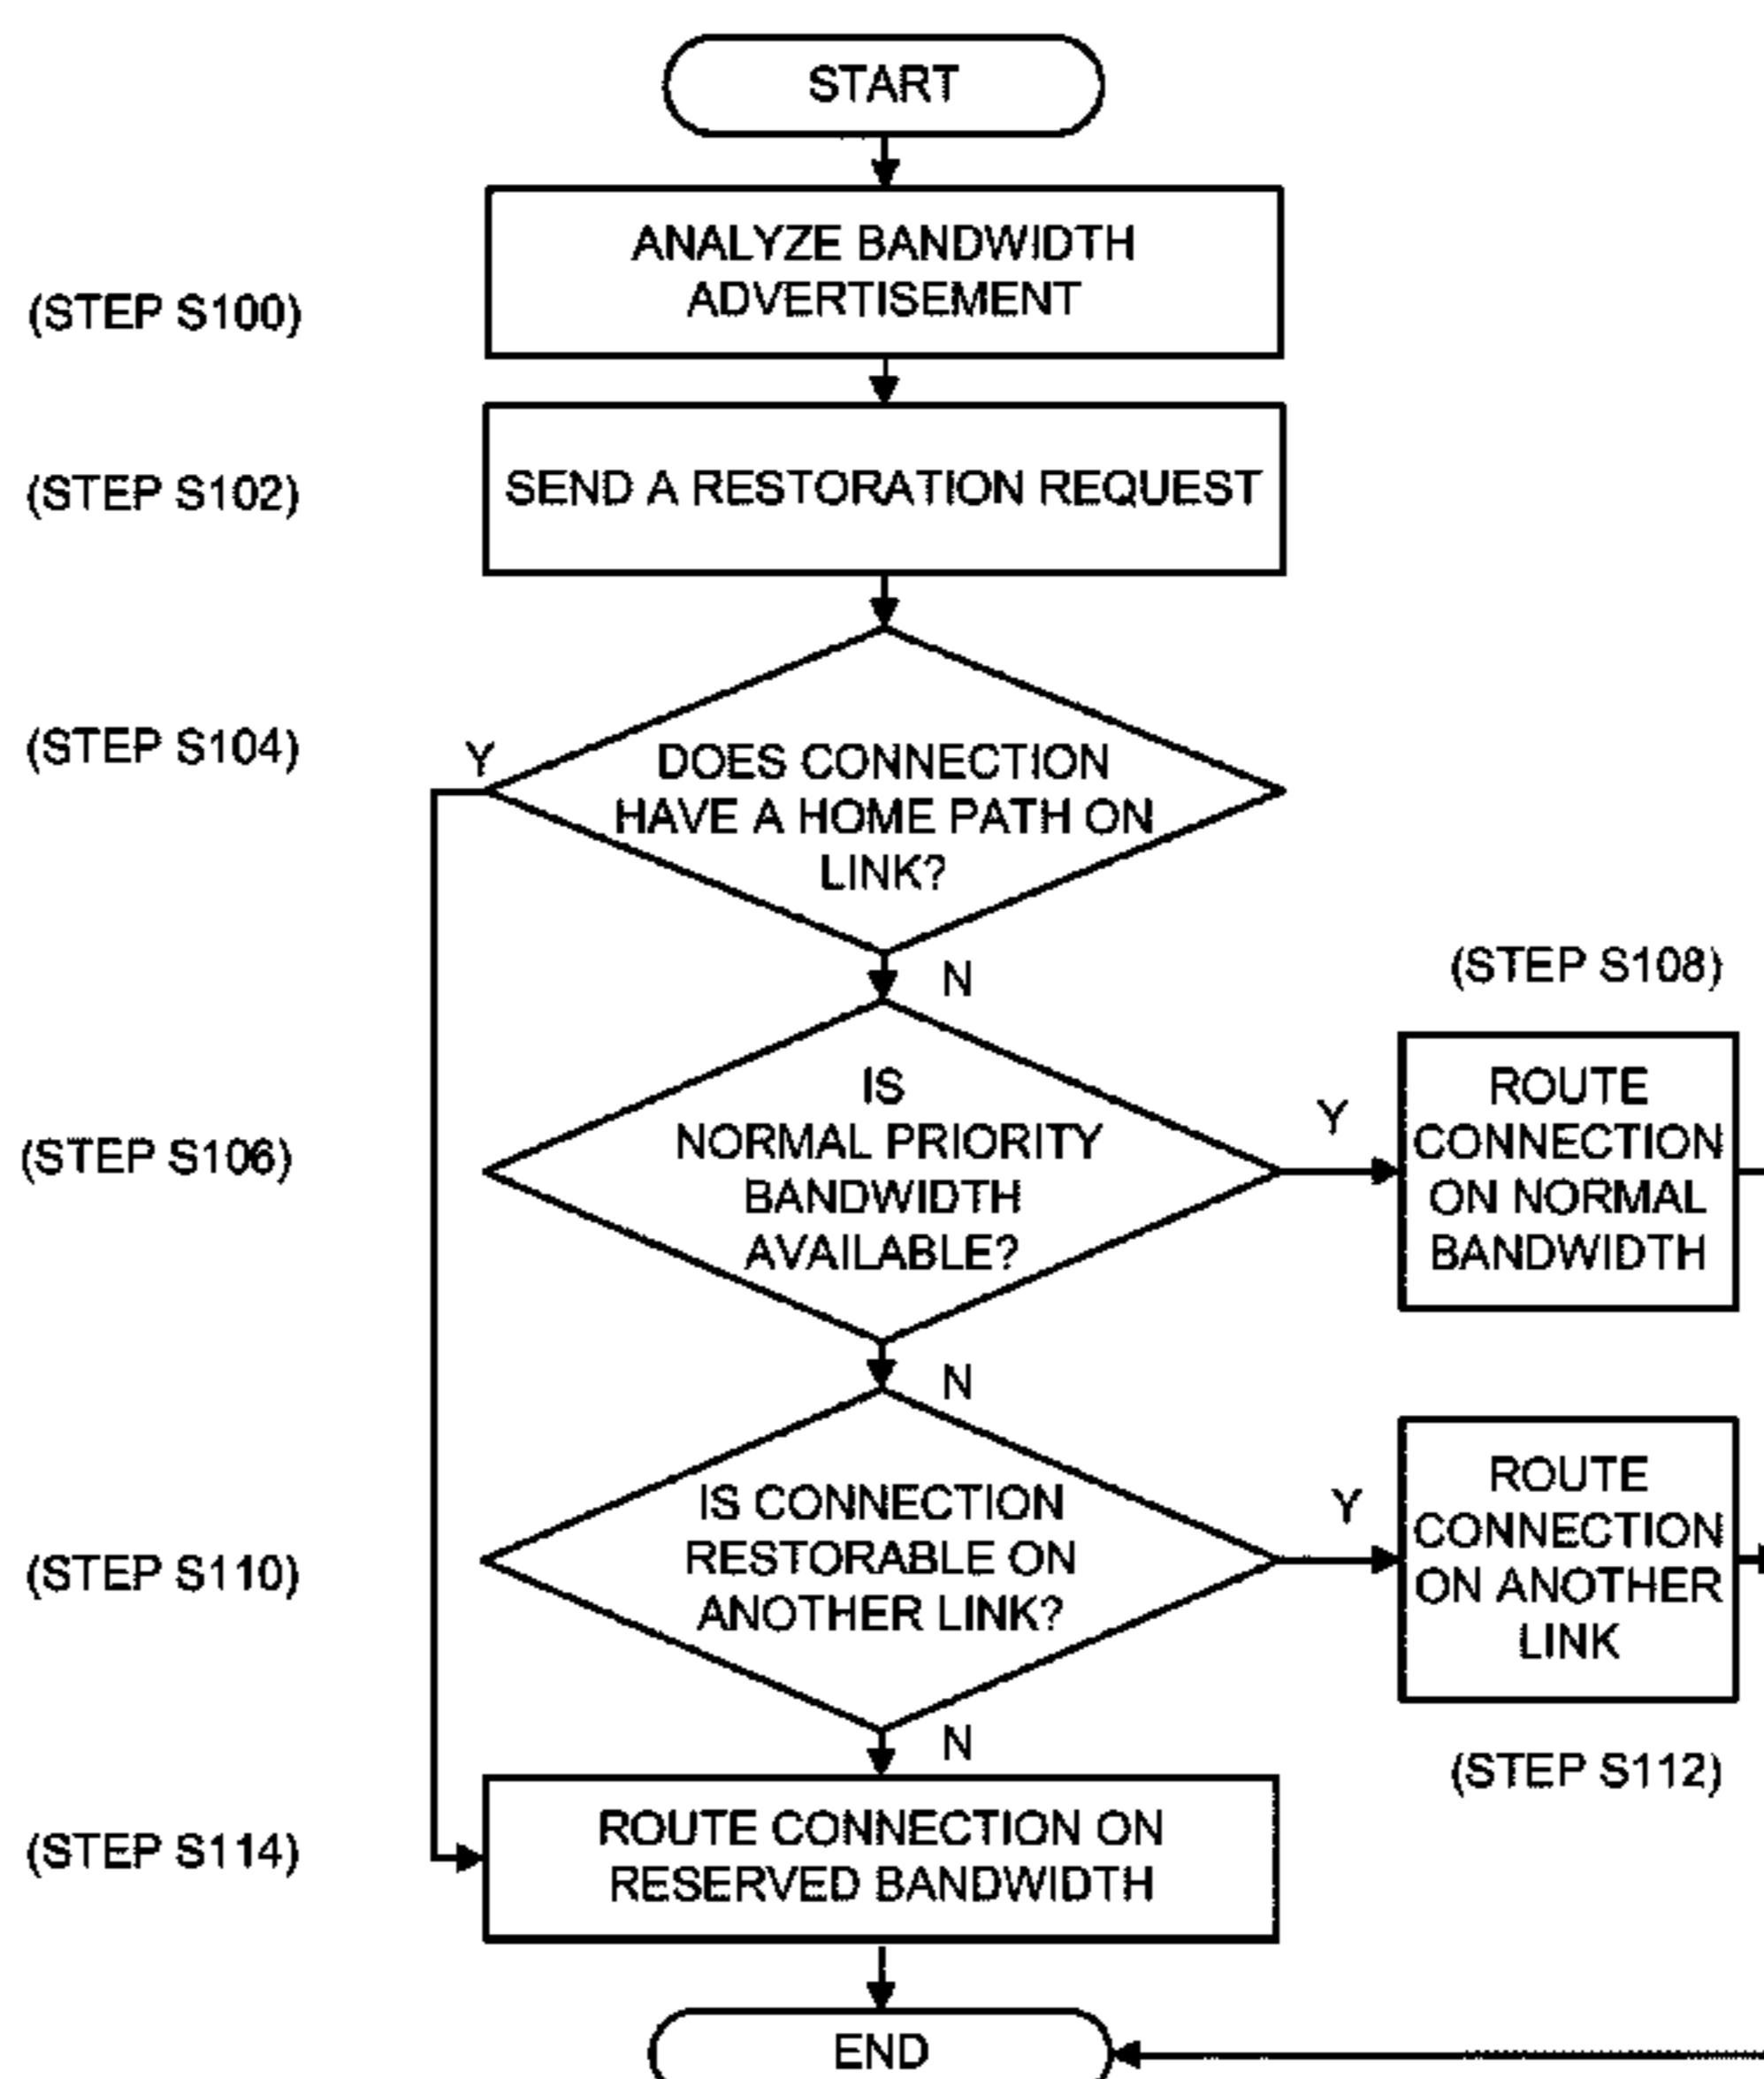 START
ANALYZE BANDWIDTH
ADVERTISEMENT
(STEP S100)
SEND A RESTORATION REQUEST
(STEP S102)
(STEP S104)
Y
DOES CONNECTION
HAVE A HOME PATH ON
LINK?
N
(STEP S108)
IS
NORMAL PRIORITY
BANDWIDTH
AVAILABLE?
(STEP S106)
Y
ROUTE
CONNECTION
ON NORMAL
BANDWIDTH
N
IS CONNECTION
RESTORABLE ON
ANOTHER LINK?
(STEP S110)
Y
ROUTE
CONNECTION
ON ANOTHER
LINK
N
(STEP S112)
ROUTE CONNECTION ON
RESERVED BANDWIDTH
(STEP S114)
END